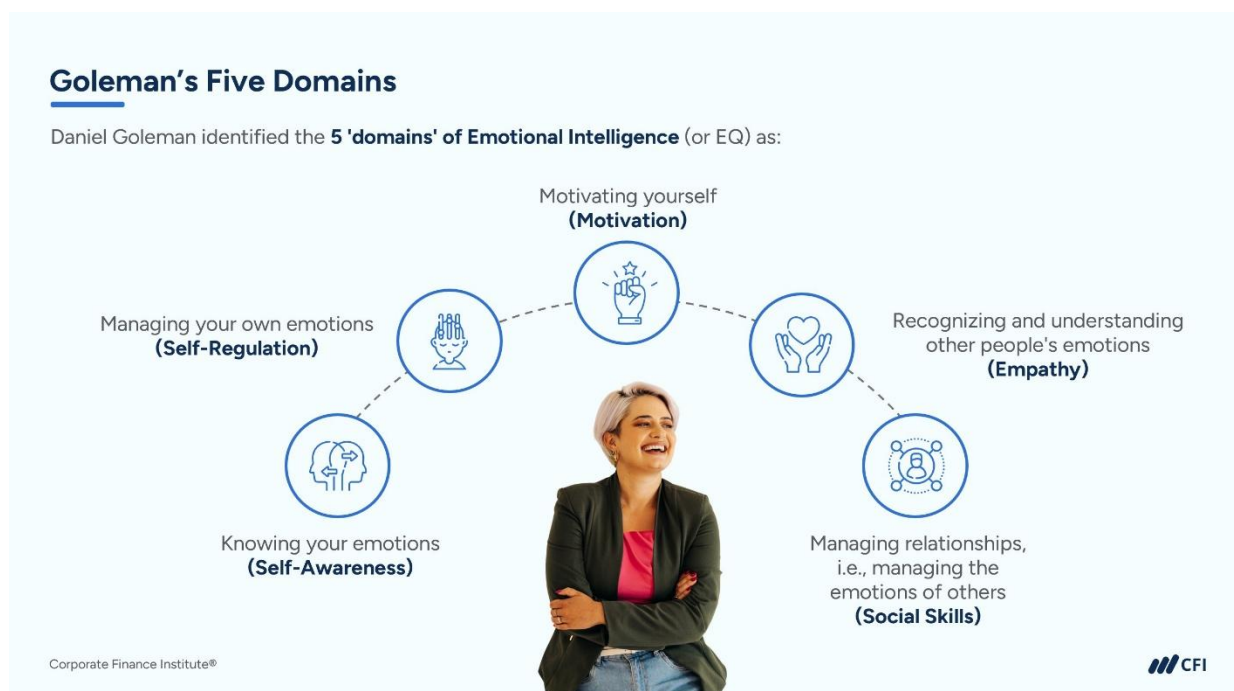 Goleman’s Five Domains
Daniel Goleman identified the 5 'domains' of Emotional Intelligence (or EQ) as:
Knowing your emotions
(Self-Awareness)
Managing your own emotions
(Self-Regulation)
Motivating yourself
(Motivation)
Recognizing and understanding
other people's emotions
(Empathy)
Managing relationships,
i.e., managing the
emotions of others
(Social Skills)
Corporate Finance Institute®
CFI